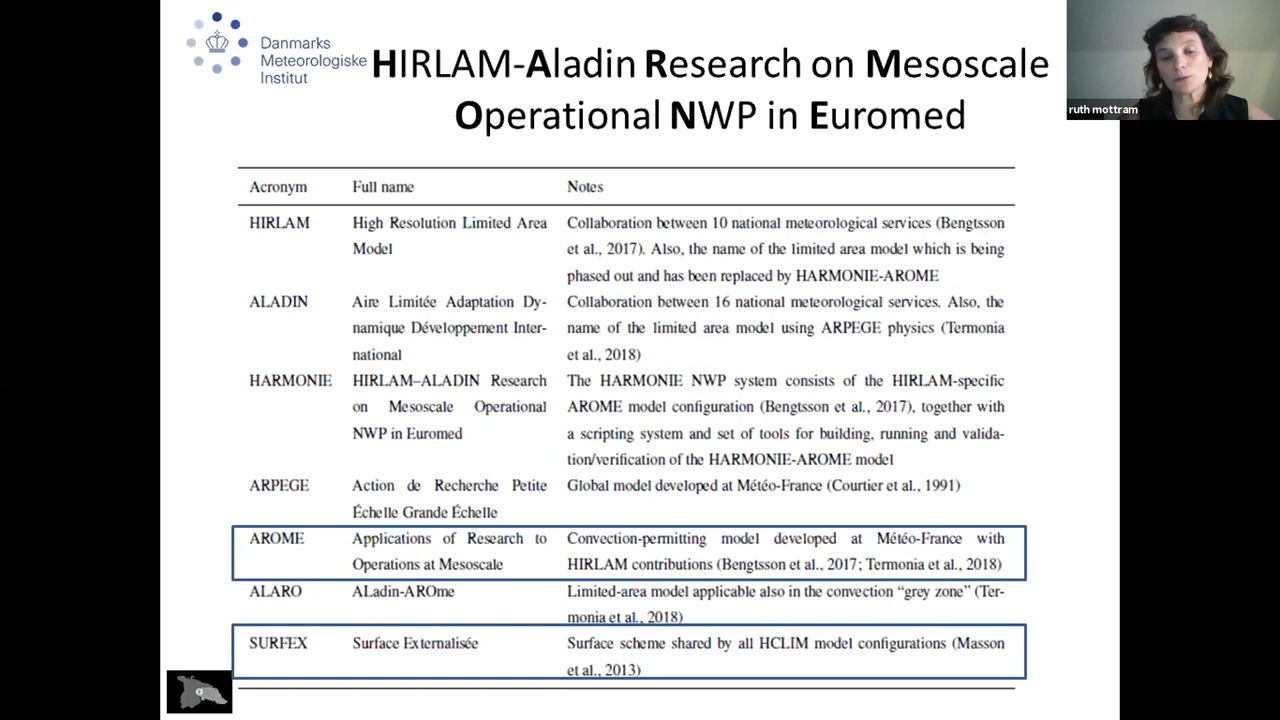 Danmarks
Meteorologiske
Institut
HIRLAM-Aladin Research on Mesoscale
Operational NWP in Euromed
ruth mottram
Acronym Full name Notes
HIRLAM High Resolution Limited Area Collaboration between 10 national meteorological services (Bengtsson
Model et al., 2017). Also, the name of the limited area model which is being
phased out and has been replaced by HARMONIE-AROME
ALADIN Aire Limitée Adaptation Dy- Collaboration between 16 national meteorological services. Also, the
namique Développement Inter- name of the limited area model using ARPEGE physics (Termonia
national et al., 2018)
HARMONIE HIRLAM–ALADIN Research The HARMONIE NWP system consists of the HIRLAM-specific
on Mesoscale Operational AROME model configuration (Bengtsson et al., 2017), together with
NWP in Euromed a scripting system and set of tools for building, running and valida-
tion/verification of the HARMONIE-AROME model
ARPEGE Action de Recherche Petite Global model developed at Météo-France (Courtier et al., 1991)
Échelle Grande Échelle
AROME Applications of Research to Convection-permitting model developed at Météo-France with
Operations at Mesoscale HIRLAM contributions (Bengtsson et al., 2017; Termonia et al., 2018)
ALARO ALadin-AROme Limited-area model applicable also in the convection “grey zone” (Ter-
monia et al., 2018)
SURFEX Surface Externalisée Surface scheme shared by all HCLIM model configurations (Masson
et al., 2013)